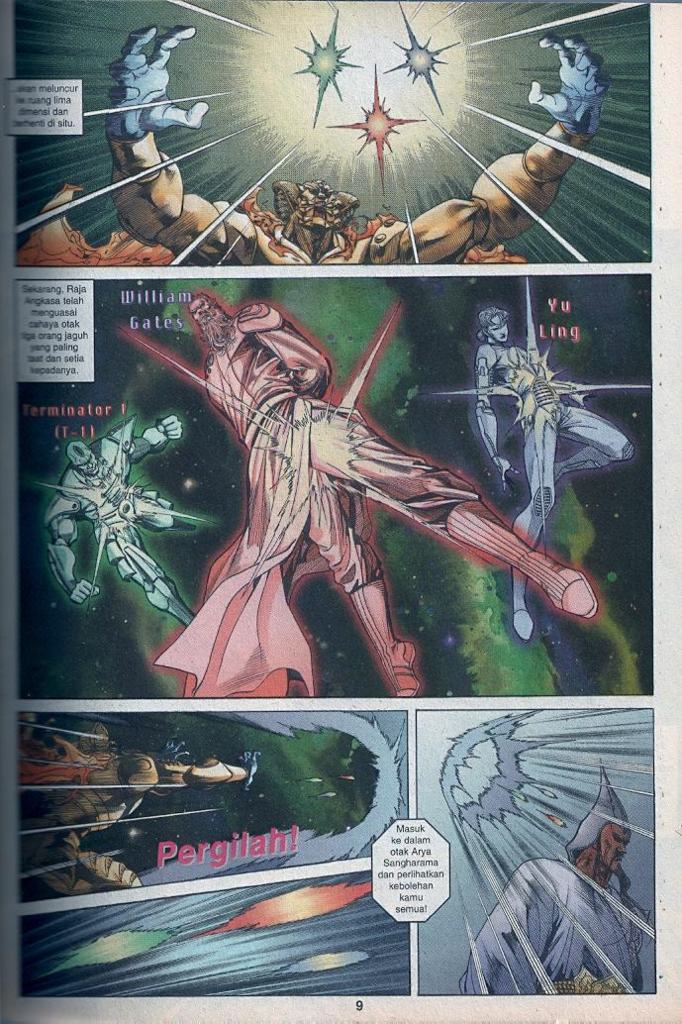 akan meluncur
ke ruang lima
dimensi dan
berhenti di situ.
Sekarang, Raja
Angkasa telah
menguasai
cahaya otak
tiga orang jaguh
yang paling
taat dan setia
kepadanya.
William
Gates
Yu
Ling
Terminator 1
(T-1)
Pergilah!
Masuk
ke dalam
otak Arya
Sangharama
dan perlihatkan
kebolehan
kamu
semua!
9